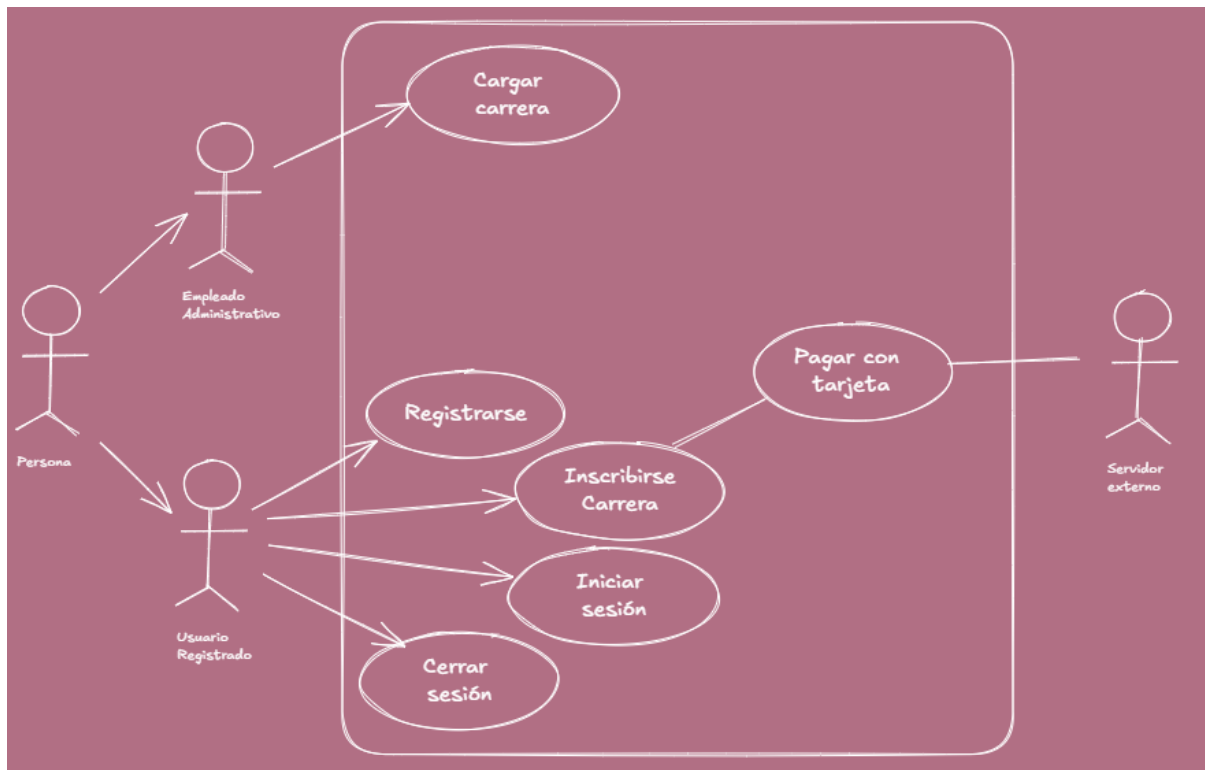 Cargar
carrera
Empleado
Administrativo
Pagar con
tarjeta
Registrarse
Persona
Inscribirse
Carrera
Servidor
externo
Iniciar
sesión
Usuario
Registrado
Cerrar
sesión